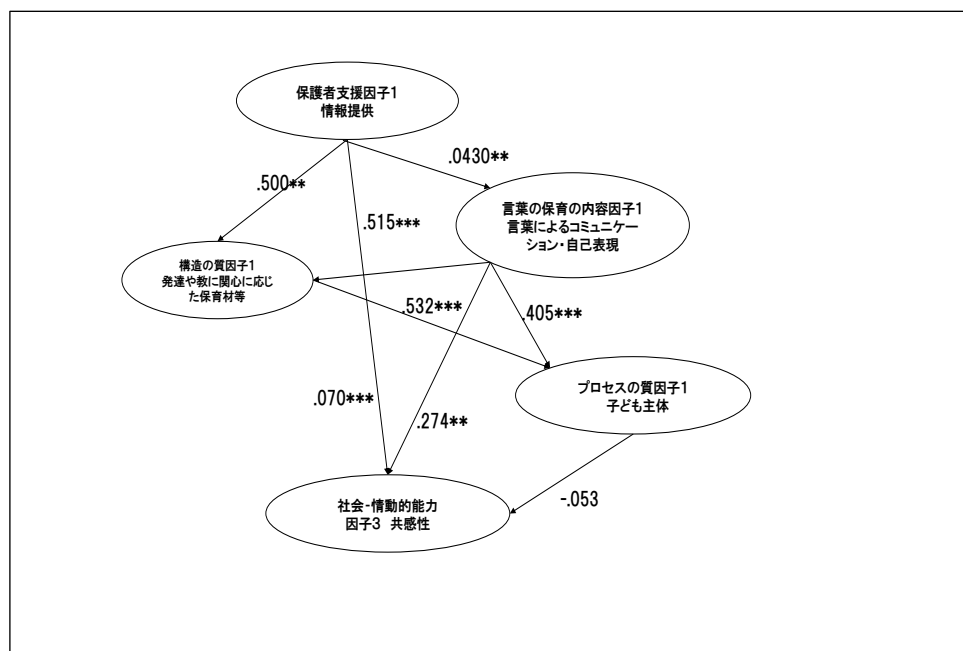 保護者支援因子1
情報提供
.0430**
.500**
言葉の保育の内容因子1
言葉によるコミュニケー
ション・自己表現
.515***
構造の質因子1
発達や教に関心に応じ
た保育材等
.532***
.405***
プロセスの質因子1
子ども主体
.070***
.274**
-.053
社会-情動的能力
因子3 共感性